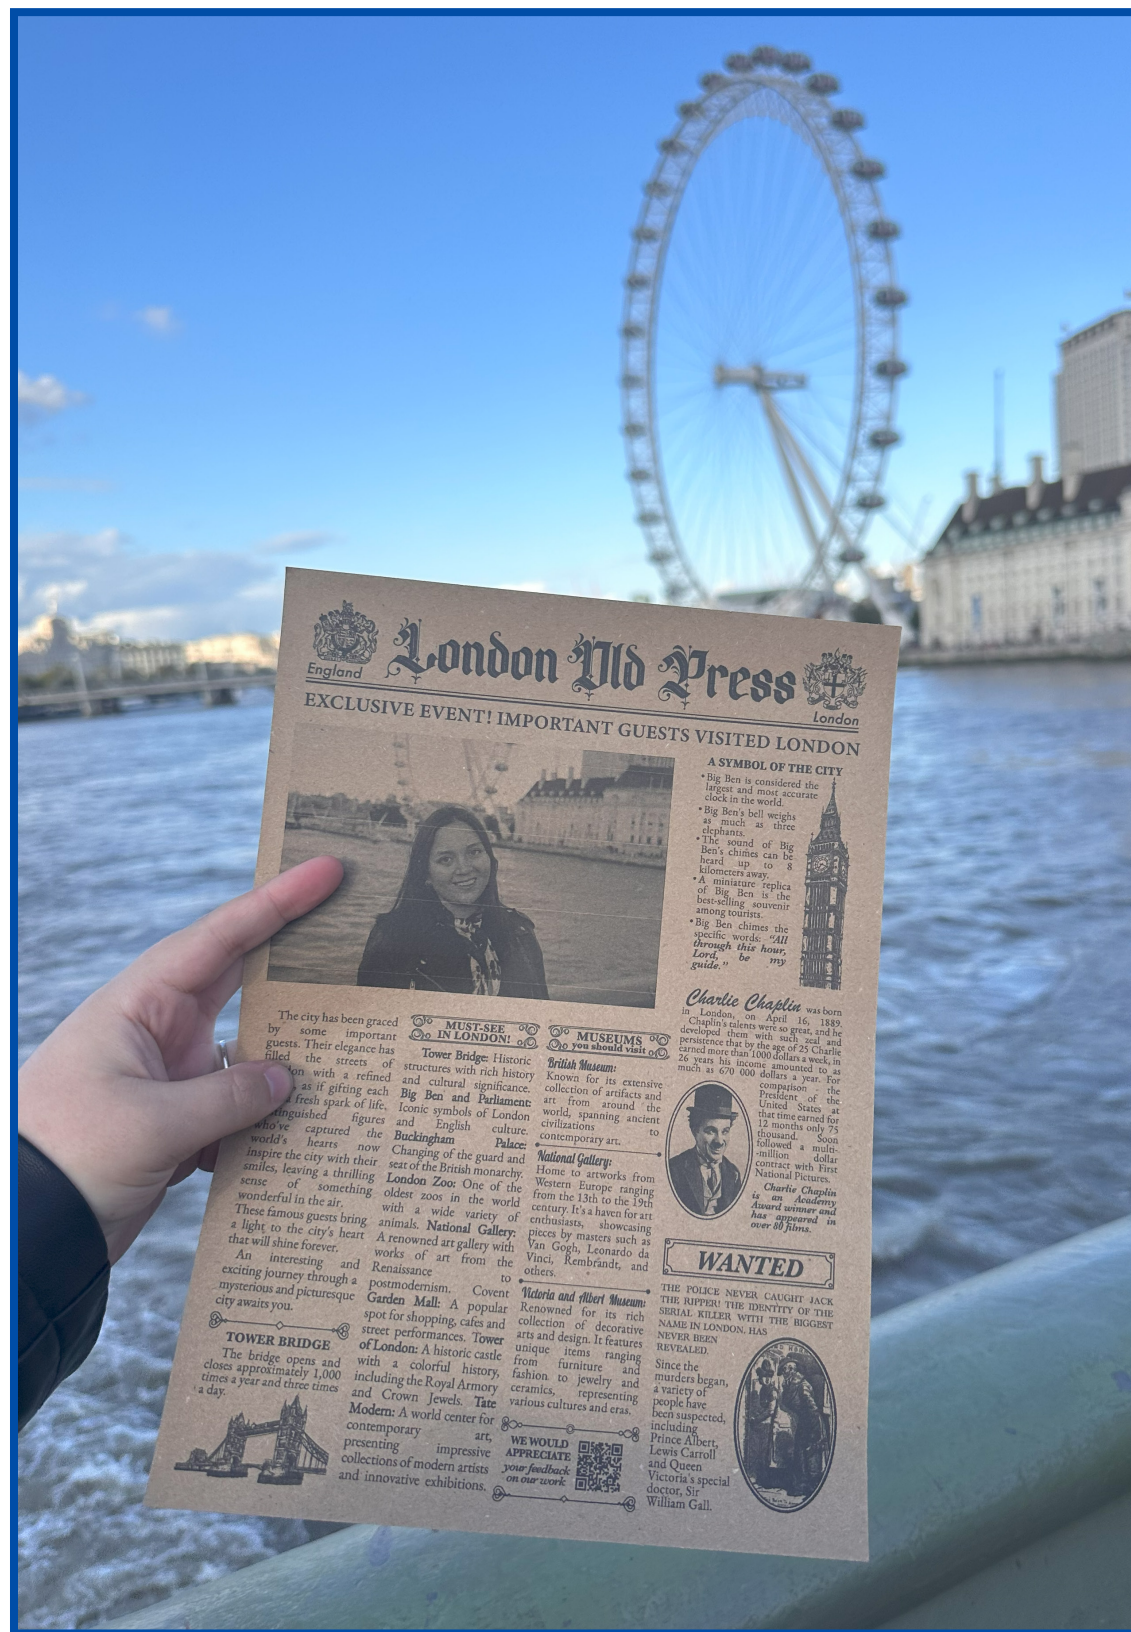 England
London Old Press
London
EXCLUSIVE EVENT! IMPORTANT GUESTS VISITED LONDON
A SYMBOL OF THE CITY
•Big Ben is considered the
largest and most accurate
clock in the world.
•Big Ben's bell weighs
as much as three
elephants.
•The sound of Big
Ben's chimes can be
heard up to 8
kilometers away.
•A miniature replica
of Big Ben is the
best-selling souvenir
among tourists.
•Big Ben chimes the
specific words: "All
through this hour,
Lord, be my
guide."
The city has been graced
by some important
guests. Their elegance has
filled the streets of
with a refined
as if gifting each
fresh spark of life.
figures
who've captured the
world's hearts now
inspire the city with their
smiles, leaving a thrilling
sense of something
wonderful in the air.
These famous guests bring
a light to the city's heart
that will shine forever.
An interesting and
exciting journey through a
mysterious and picturesque
city awaits you.
TOWER BRIDGE
The bridge opens and
closes approximately 1,000
times a year and three times
a day.
MUST-SEE
IN LONDON!
Tower Bridge: Historic
structures with rich history
and cultural significance.
Big Ben and Parliament:
Iconic symbols of London
and English culture.
Buckingham Palace:
Changing of the guard and
seat of the British monarchy.
London Zoo: One of the
oldest zoos in the world
with a wide variety of
animals. National Gallery:
A renowned art gallery with
works of art from the
Renaissance to
postmodernism. Covent
Garden Mall: A popular
spot for shopping, cafes and
street performances. Tower
of London: A historic castle
with a colorful history,
including the Royal Armory
and Crown Jewels. Tate
Modern: A world center for
contemporary art,
presenting impressive
collections of modern artists
and innovative exhibitions.
MUSEUMS
you should visit
British Museum:
Known for its extensive
collection of artifacts and
art from around the
world, spanning ancient
civilizations to
contemporary art.
National Gallery:
Home to artworks from
Western Europe ranging
from the 13th to the 19th
century. It's a haven for art
enthusiasts, showcasing
pieces by masters such as
Van Gogh, Leonardo da
Vinci, Rembrandt, and
others.
Victoria and Albert Museum:
Renowned for its rich
collection of decorative
arts and design. It features
unique items ranging
from furniture and
fashion to jewelry and
ceramics, representing
various cultures and eras.
WE WOULD
APPRECIATE
your feedback
on our work
Charlie Chaplin was born
in London, on April 16, 1889.
Chaplin's talents were so great, and he
developed them with such zeal and
persistence that by the age of 25 Charlie
earned more than 1000 dollars a week, in
26 years his income amounted to as
much as 670 000 dollars a year. For
comparison - the
President of the
United States at
that time earned for
12 months only 75
thousand. Soon
followed a multi-
-million dollar
contract with First
National Pictures.
Charlie Chaplin
is an Academy
Award winner and
has appeared in
over 80 films.
WANTED
THE POLICE NEVER CAUGHT JACK
THE RIPPER! THE IDENTITY OF THE
SERIAL KILLER WITH THE BIGGEST
NAME IN LONDON, HAS
NEVER BEEN
REVEALED.
Since the
murders began,
a variety of
people have
been suspected,
including
Prince Albert,
Lewis Carroll
and Queen
Victoria's special
doctor, Sir
William Gall.